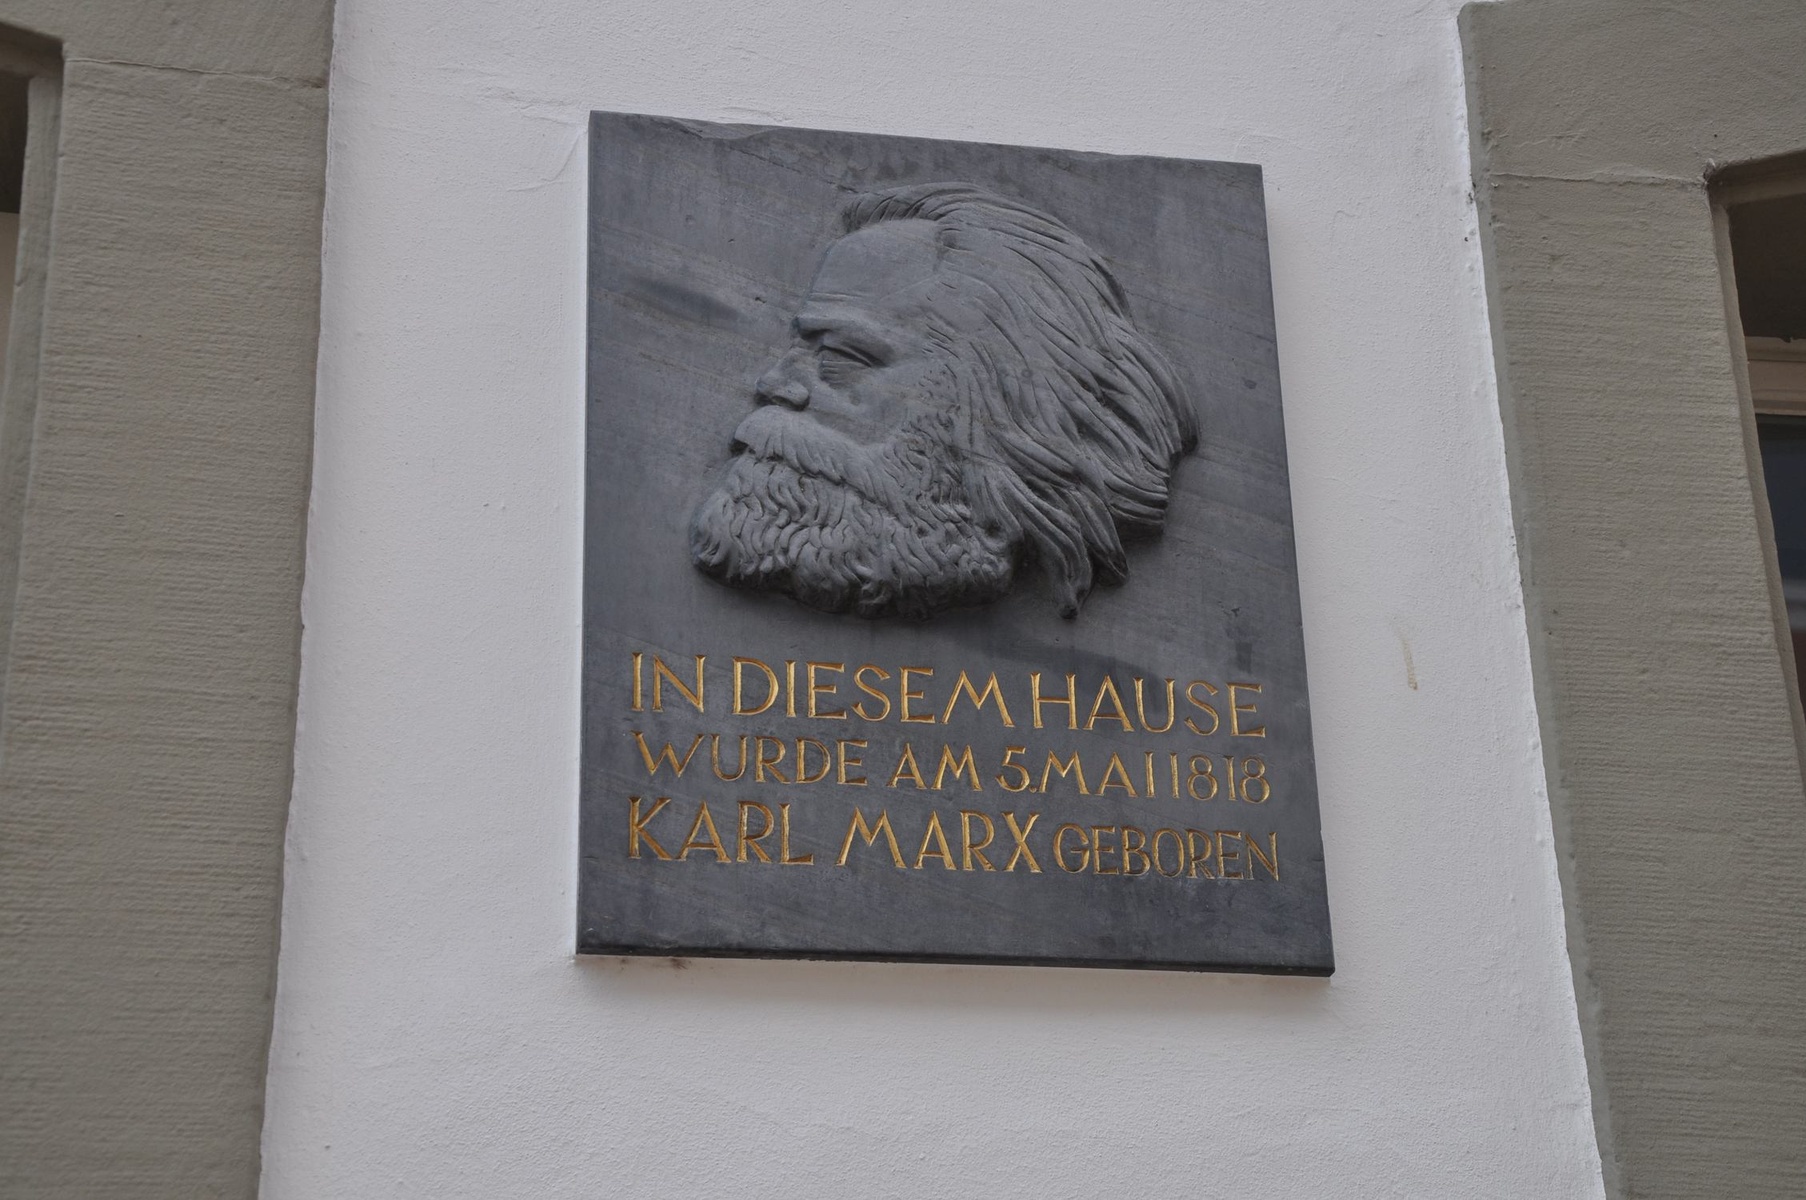 IN DIESEM HAUSE
WURDE AM 5. MAI 1818
KARL MARX GEBOREN